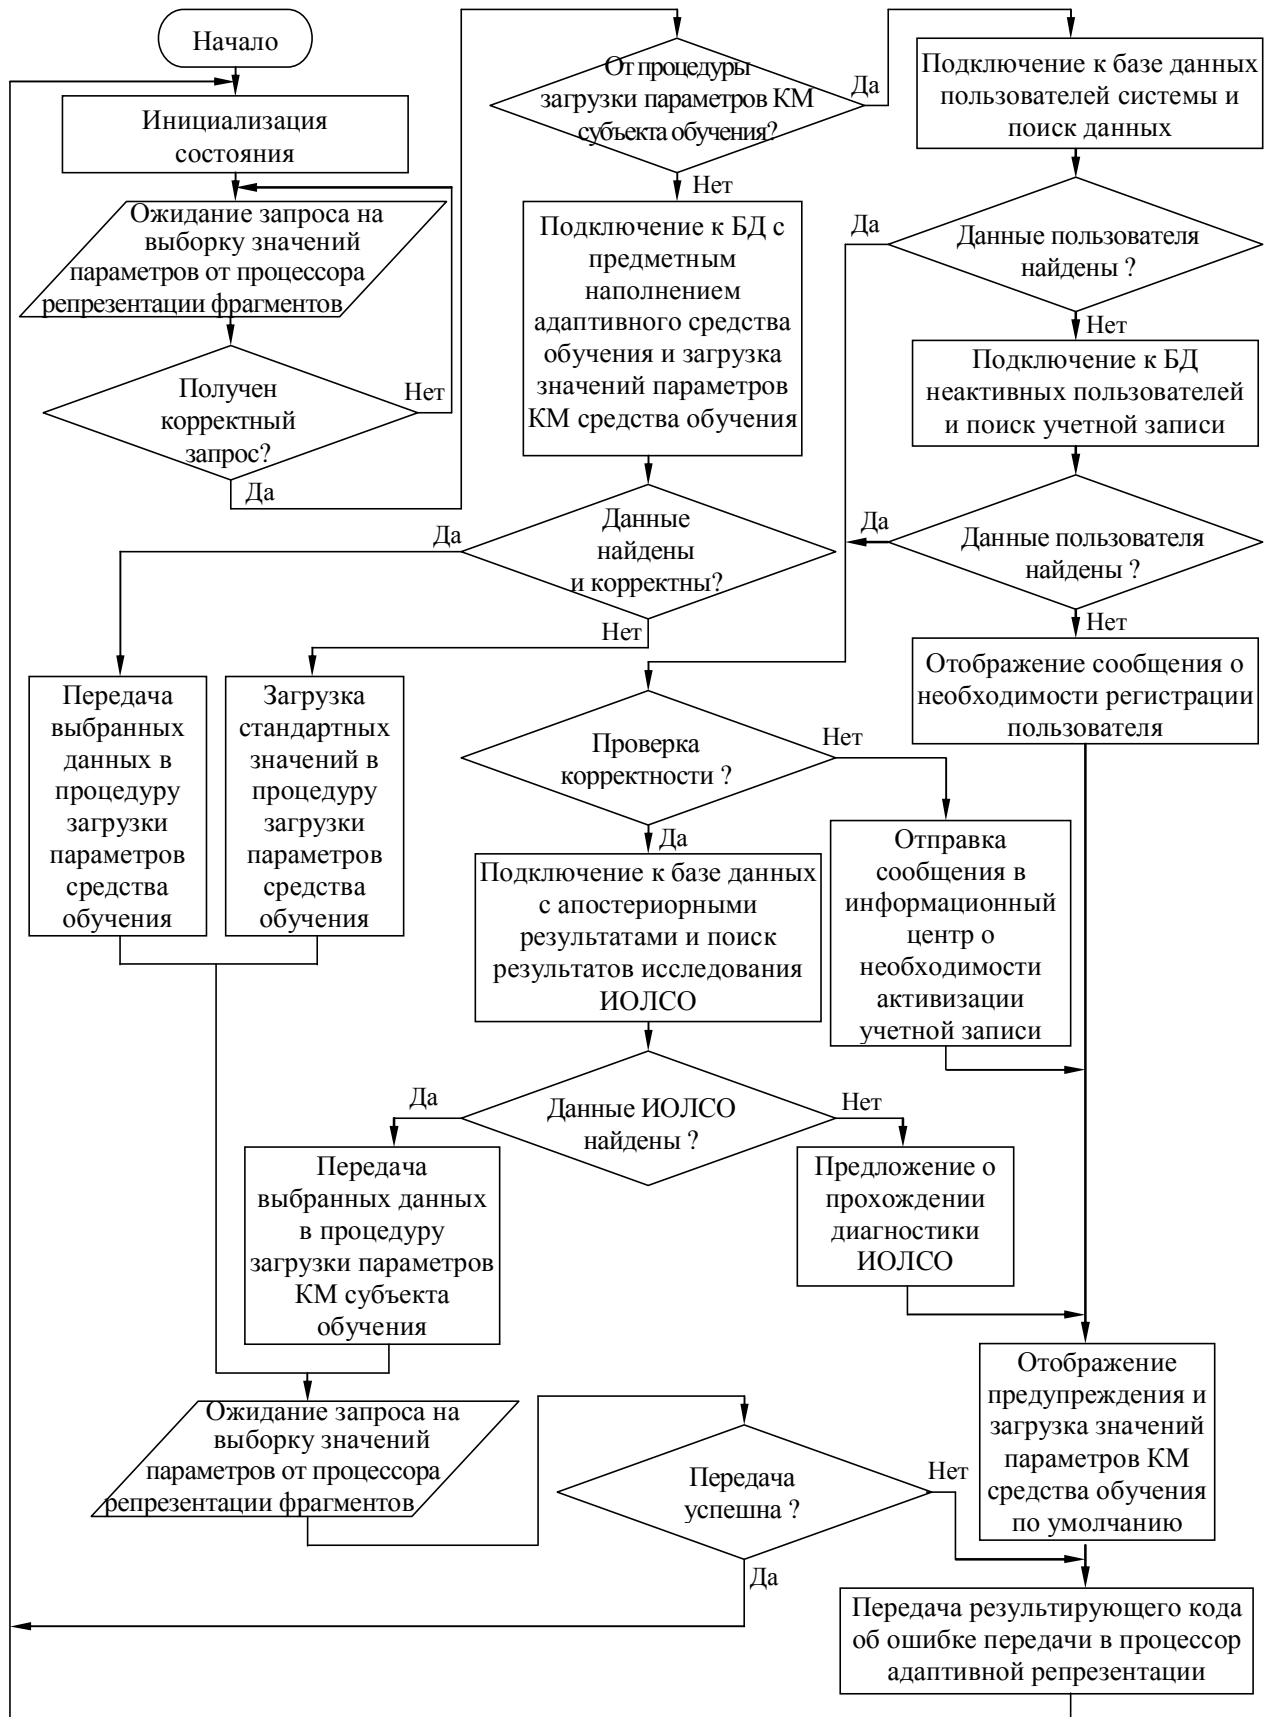 Начало
Инициализация
состояния
Ожидание запроса на
выборку значений
параметров от процессора
репрезентации фрагментов
Получен
корректный
запрос?
Нет
Да
От процедуры
загрузки параметров КМ
субъекта обучения?
Да
Нет
Подключение к базе данных
пользователей системы и
поиск данных
Подключение к БД с
предметным
наполнением
адаптивного средства
обучения и загрузка
значений параметров
КМ средства обучения
Да
Данные пользователя
найдены ?
Нет
Подключение к БД
неактивных пользователей
и поиск учетной записи
Да
Данные
найдены
и корректны?
Нет
Да
Данные пользователя
найдены ?
Нет
Отображение сообщения о
необходимости регистрации
пользователя
Передача
выбранных
данных в
процедуру
загрузки
параметров
средства
обучения
Загрузка
стандартных
значений в
процедуру
загрузки
параметров
средства
обучения
Проверка
корректности ?
Нет
Да
Подключение к базе данных
с апостериорными
результатами и поиск
результатов исследования
ИОЛСО
Отправка
сообщения в
информационный
центр о
необходимости
активизации
учетной записи
Да
Данные ИОЛСО
найдены ?
Нет
Передача
выбранных данных
в процедуру
загрузки параметров
КМ субъекта
обучения
Предложение о
прохождении
диагностики
ИОЛСО
Отображение
предупреждения и
загрузка значений
параметров КМ
средства обучения
по умолчанию
Ожидание запроса на
выборку значений
параметров от процессора
репрезентации фрагментов
Передача
успешна ?
Нет
Да
Передача результирующего кода
об ошибке передачи в процессор
адаптивной репрезентации